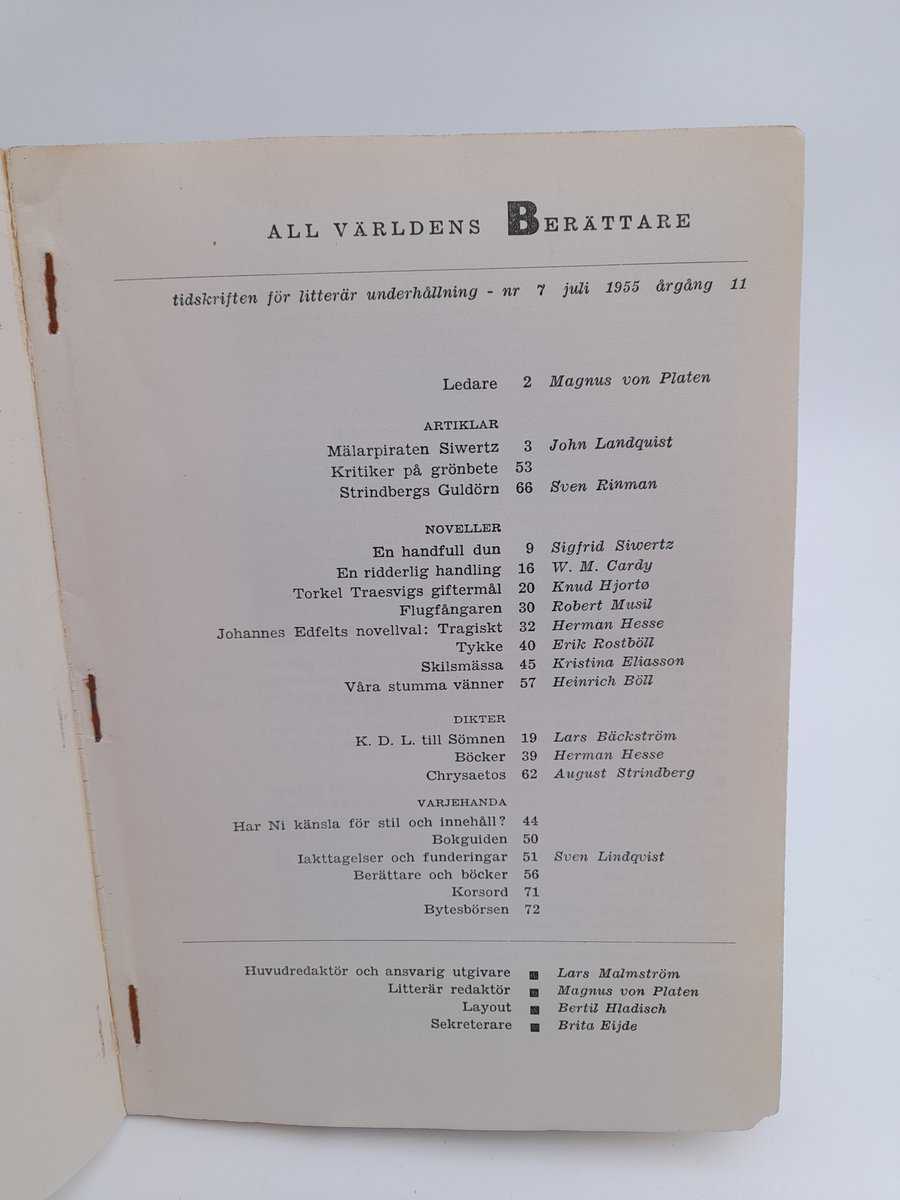 ALL VÄRLDENS BERÄTTARE
tidskriften för litterär underhållning - nr 7 juli 1955 årgång 11
Ledare 2 Magnus von Platen
ARTIKLAR
Mälarpiraten Siwertz 3 John Landquist
Kritiker på grönbete 53
Strindbergs Guldörn 66 Sven Rinman
NOVELLER
En handfull dun 9 Sigfrid Siwertz
En ridderlig handling 16 W. M. Cardy
Torkel Traesvigs giftermål 20 Knud Hjortø
Flugfångaren 30 Robert Musil
Johannes Edfelts novellval: Tragiskt 32 Herman Hesse
Tykke 40 Erik Rostböll
Skilsmässa 45 Kristina Eliasson
Våra stumma vänner 57 Heinrich Böll
DIKTER
K. D. L. till Sömnen 19 Lars Bäckström
Böcker 39 Herman Hesse
Chrysaetos 62 August Strindberg
VARJEHANDA
Har Ni känsla för stil och innehåll? 44
Bokguiden 50
Iakttagelser och funderingar 51 Sven Lindqvist
Berättare och böcker 56
Korsord 71
Bytesbörsen 72
Huvudredaktör och ansvarig utgivare ■ Lars Malmström
Litterär redaktör ■ Magnus von Platen
Layout ■ Bertil Hladisch
Sekreterare ■ Brita Eijde